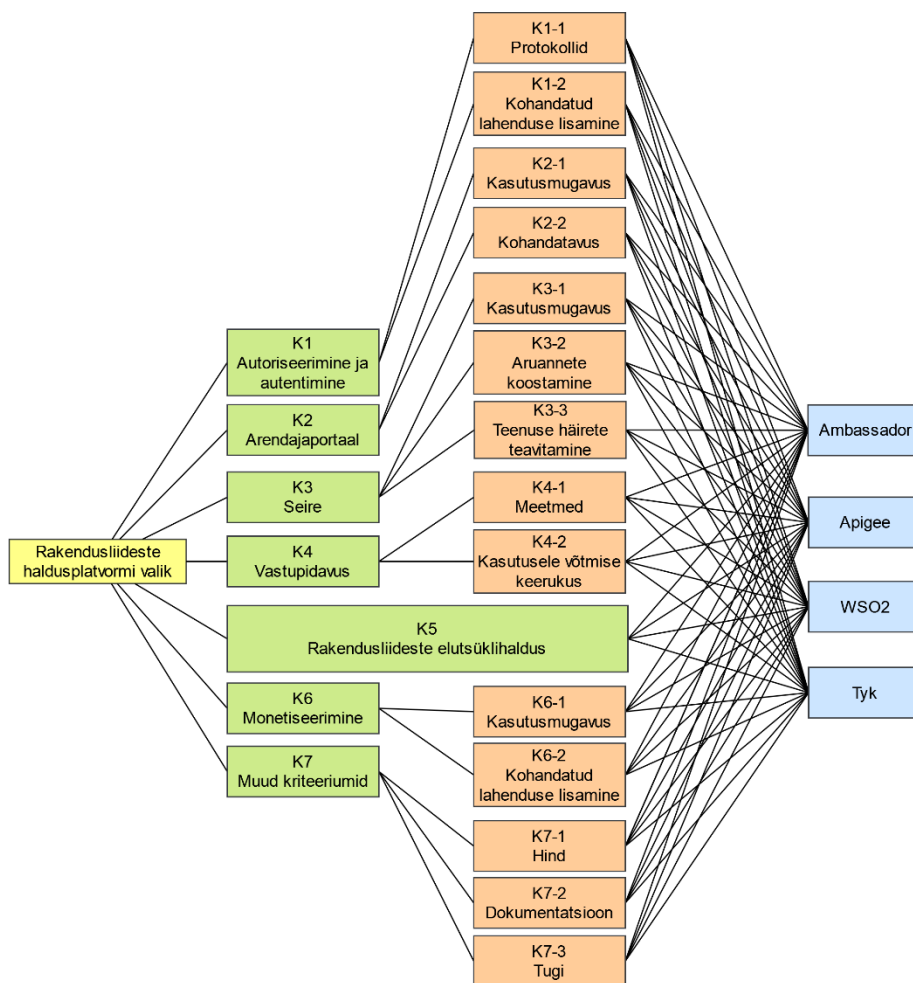 Rakendusliideste
haldusplatvormi valik
K1
Autoriseerimine ja
autentimine
K2
Arendajaportaal
K3
Seire
K4
Vastupidavus
K5
Rakendusliideste elutsüklihaldus
K6
Monetiseerimine
K7
Muud kriteeriumid
K1-1
Protokollid
K1-2
Kohandatud
lahenduse lisamine
K2-1
Kasutusmugavus
K2-2
Kohandatavus
K3-1
Kasutusmugavus
K3-2
Aruannete
koostamine
K3-3
Teenuse häirete
teavitamine
K4-1
Meetmed
K4-2
Kasutusele võtmise
keerukus
K6-1
Kasutusmugavus
K6-2
Kohandatud
lahenduse lisamine
K7-1
Hind
K7-2
Dokumentatsioon
K7-3
Tugi
Ambassador
Apigee
WSO2
Tyk